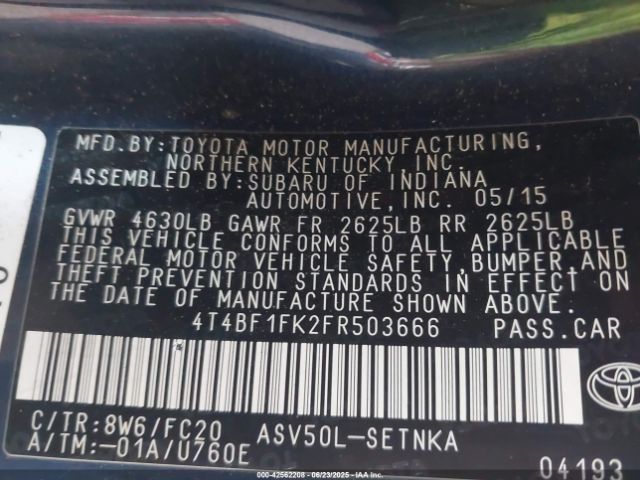 MFD.BY:TOYOTA MOTOR MANUFACTURING,
NORTHERN KENTUCKY, INC.
ASSEMBLED BY:SUBARU OF INDIANA
AUTOMOTIVE, INC. 05/15
GVWR 4630LB GAWR FR 2625LB RR 2625LB
THIS VEHICLE CONFORMS TO ALL APPLICABLE
FEDERAL MOTOR VEHICLE SAFETY,BUMPER,AND
THEFT PREVENTION STANDARDS IN EFFECT ON
THE DATE OF MANUFACTURE SHOWN ABOVE.
4T4BF1FK2FR503666 PASS.CAR
C/TR:8W6/FC20 ASV50L-SETNKA
A/TM:-01A/U760E
04193
000-42562208 - 06/23/2025 - IAAI.COM